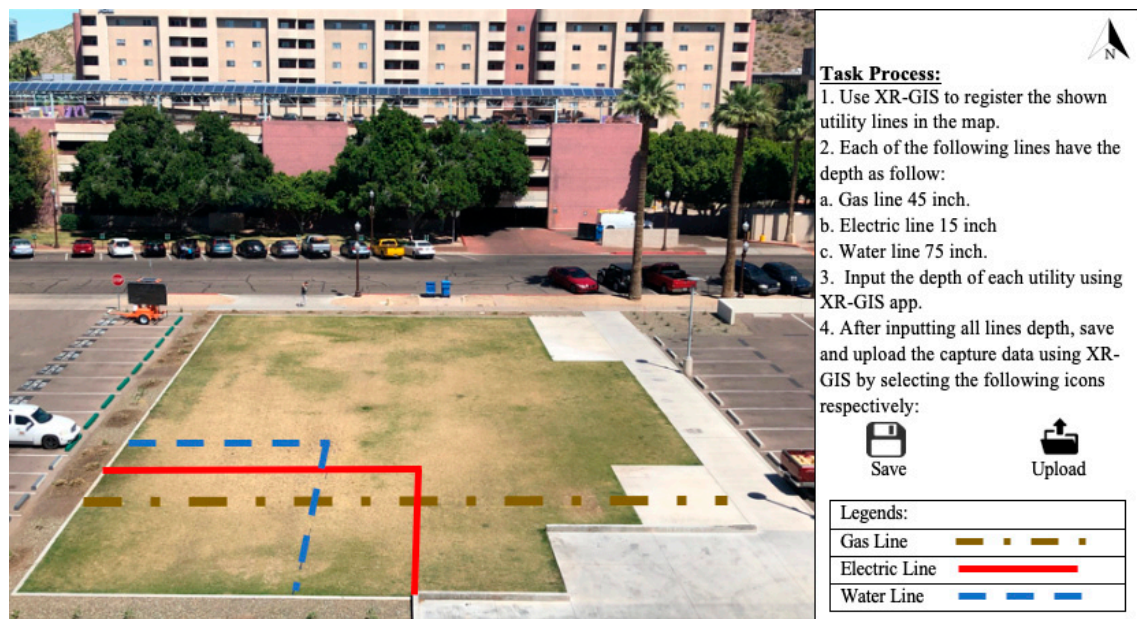 N
Task Process:
1. Use XR-GIS to register the shown
utility lines in the map.
2. Each of the following lines have the
depth as follow:
a. Gas line 45 inch.
b. Electric line 15 inch
c. Water line 75 inch.
3. Input the depth of each utility using
XR-GIS app.
4. After inputting all lines depth, save
and upload the capture data using XR-
GIS by selecting the following icons
respectively:
Save
Upload
Legends:
Gas Line
Electric Line
Water Line